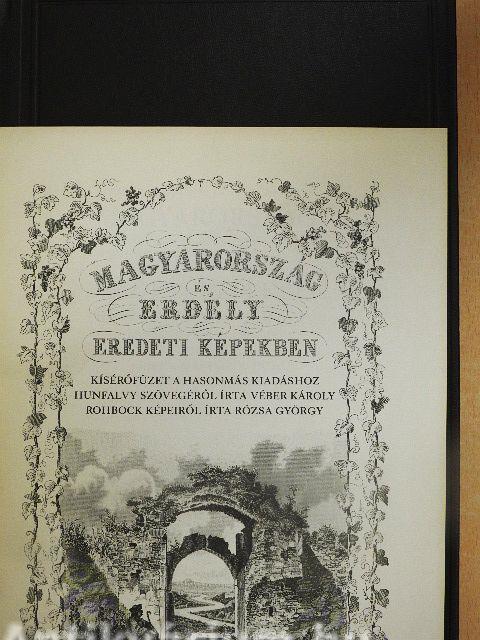 MAGYARORSZÁG
ÉS
ERDÉLY
EREDETI KÉPEKBEN
KÍSÉRŐFÜZET A HASONMÁS KIADÁSHOZ
HUNFALVY SZÖVEGÉRŐL ÍRTA VÉBER KÁROLY
ROHBOCK KÉPEIRŐL ÍRTA RÓZSA GYÖRGY